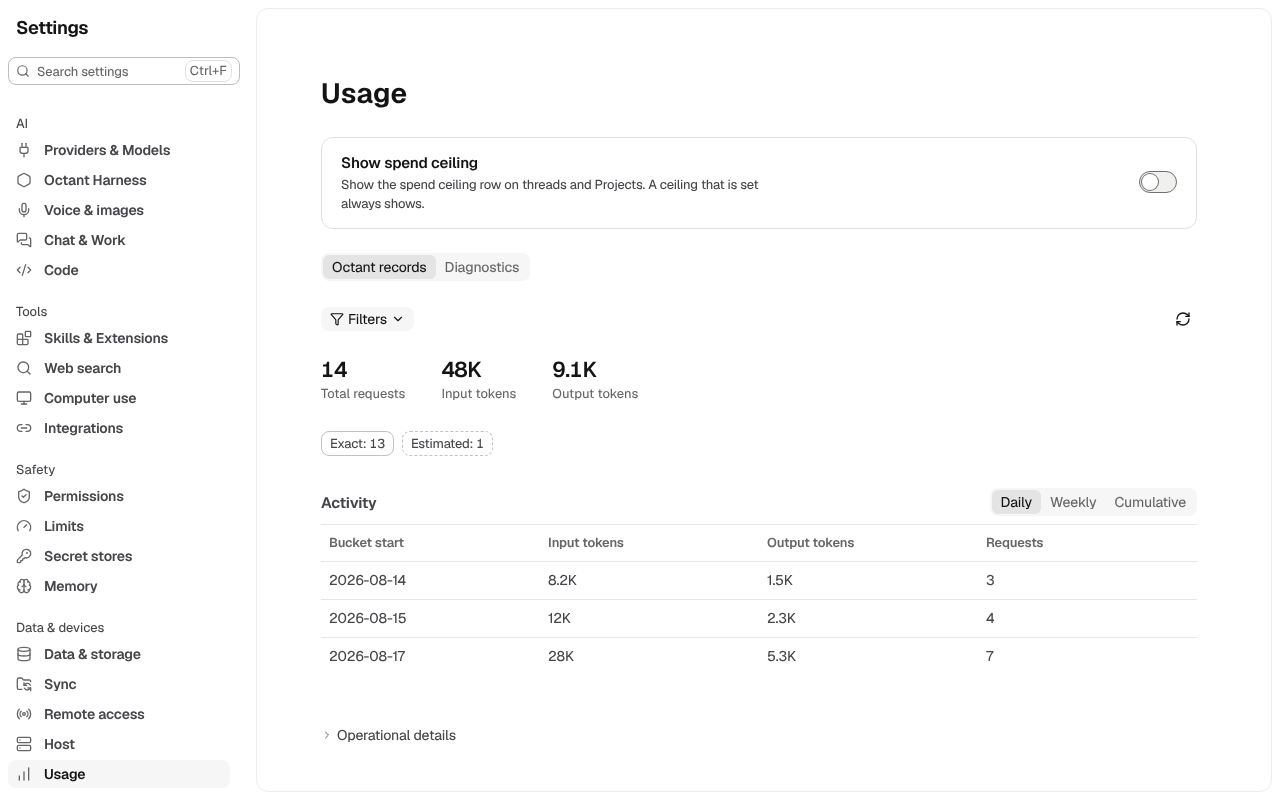 Settings
Search settings Ctrl+F
AI
Providers & Models
Octant Harness
Voice & images
Chat & Work
Code
Tools
Skills & Extensions
Web search
Computer use
Integrations
Safety
Permissions
Limits
Secret stores
Memory
Data & devices
Data & storage
Sync
Remote access
Host
Usage
Usage
Show spend ceiling
Show the spend ceiling row on threads and Projects. A ceiling that is set
always shows.
Octant records Diagnostics
Filters
14 48K 9.1K
Total requests Input tokens Output tokens
Exact: 13 Estimated: 1
Activity Daily Weekly Cumulative
Bucket start Input tokens Output tokens Requests
2026-08-14 8.2K 1.5K 3
2026-08-15 12K 2.3K 4
2026-08-17 28K 5.3K 7
Operational details